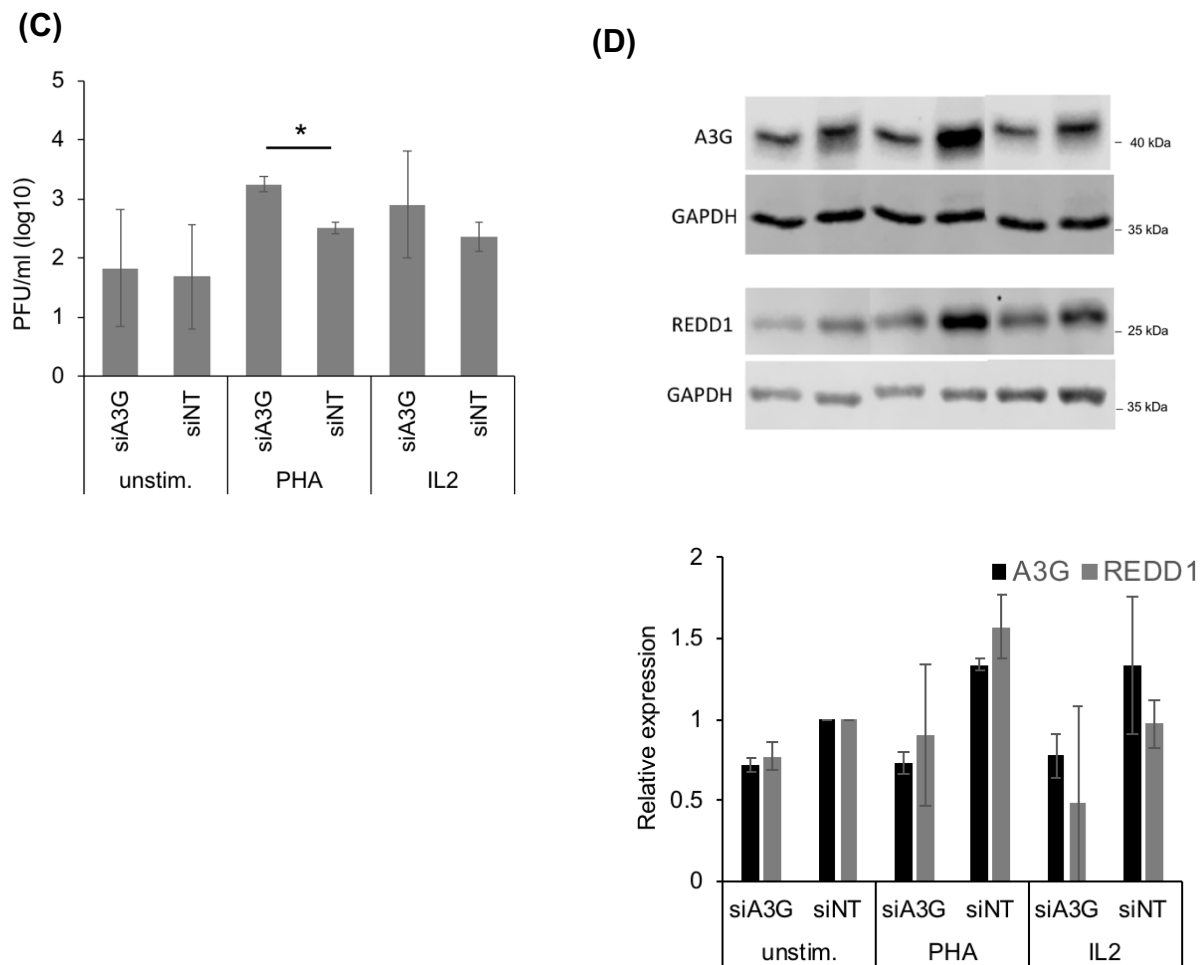 (C)
5
4
3
2
1
0
PFU/ml (log10)
*
siA3G
siNT
siA3G
siNT
siA3G
siNT
unstim.
PHA
IL2
(D)
A3G
– 40 kDa
GAPDH
– 35 kDa
REDD1
– 25 kDa
GAPDH
– 35 kDa
A3G REDD1
2
1.5
1
0.5
0
Relative expression
siA3G siNT siA3G siNT siA3G siNT
unstim. PHA IL2